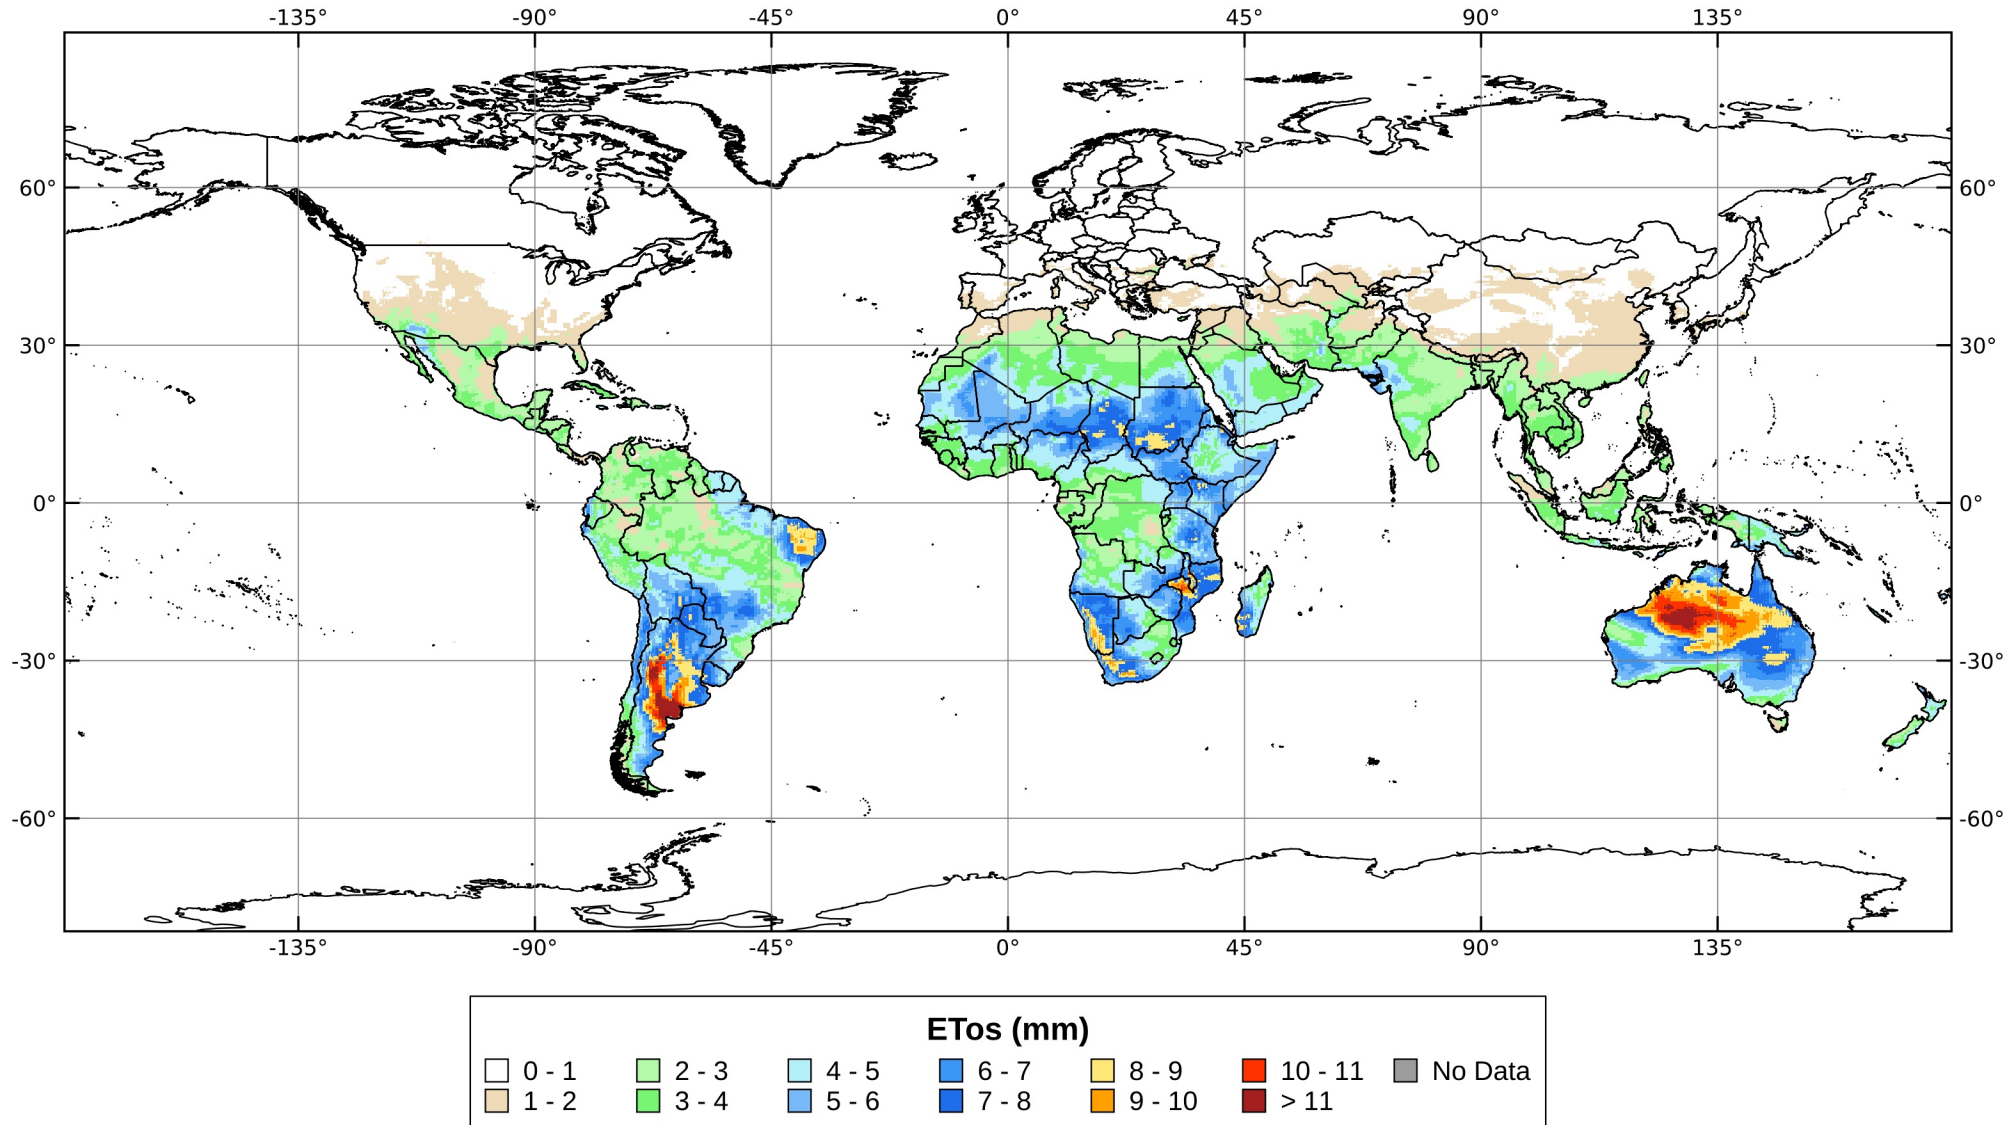 -135° -90° -45° 0° 45° 90° 135°
60° 60°
30° 30°
0° 0°
-30° -30°
-60° -60°
-135° -90° -45° 0° 45° 90° 135°
ETos (mm)
0 - 1 2 - 3 4 - 5 6 - 7 8 - 9 10 - 11 No Data
1 - 2 3 - 4 5 - 6 7 - 8 9 - 10 > 11